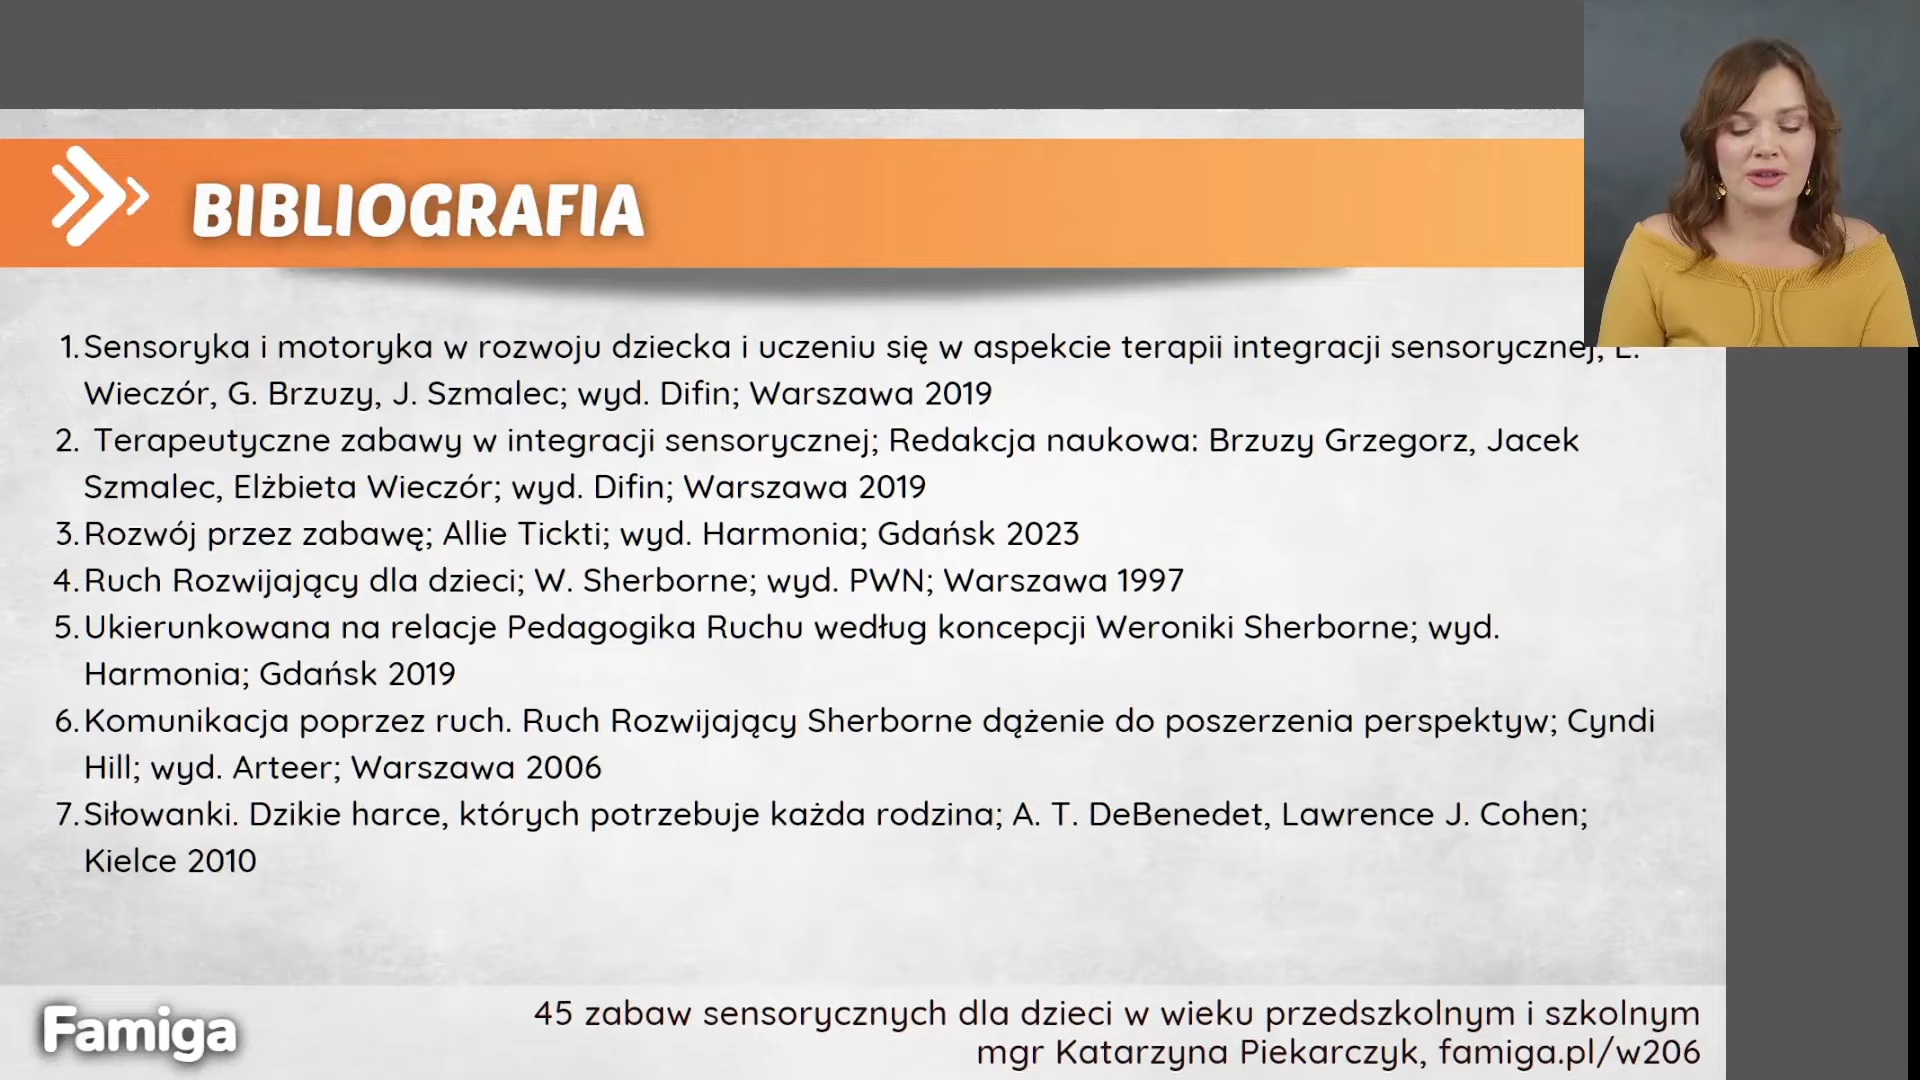 BIBLIOGRAFIA
1. Sensoryka i motoryka w rozwoju dziecka i uczeniu się w aspekcie terapii integracji sensorycznej, E.
Wieczór, G. Brzuzy, J. Szmalec; wyd. Difin; Warszawa 2019
2. Terapeutyczne zabawy w integracji sensorycznej; Redakcja naukowa: Brzuzy Grzegorz, Jacek
Szmalec, Elżbieta Wieczór; wyd. Difin; Warszawa 2019
3. Rozwój przez zabawę; Allie Tickti; wyd. Harmonia; Gdańsk 2023
4. Ruch Rozwijający dla dzieci; W. Sherborne; wyd. PWN; Warszawa 1997
5. Ukierunkowana na relacje Pedagogika Ruchu według koncepcji Weroniki Sherborne; wyd.
Harmonia; Gdańsk 2019
6. Komunikacja poprzez ruch. Ruch Rozwijający Sherborne dążenie do poszerzenia perspektyw; Cyndi
Hill; wyd. Arteer; Warszawa 2006
7. Siłowanki. Dzikie harce, których potrzebuje każda rodzina; A. T. DeBenedet, Lawrence J. Cohen;
Kielce 2010
Famiga
45 zabaw sensorycznych dla dzieci w wieku przedszkolnym i szkolnym
mgr Katarzyna Piekarczyk, famiga.pl/w206